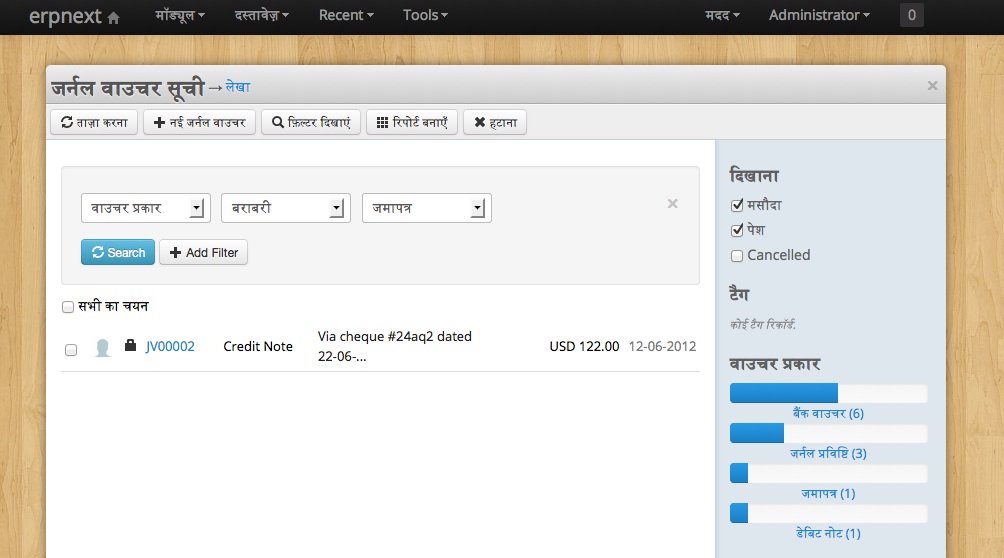 erpnext मॉड्यूल दस्तावेज़ Recent Tools मदद Administrator 0
जर्नल वाउचर सूची → लेखा ×
ताज़ा करना नई जर्नल वाउचर फ़िल्टर दिखाएं रिपोर्ट बनाएँ हटाना
वाउचर प्रकार बराबरी जमापत्र ×
Search Add Filter
सभी का चयन
JV00002 Credit Note Via cheque #24aq2 dated
22-06-...
USD 122.00 12-06-2012
दिखाना
मसौदा
पेश
Cancelled
टैग
कोई टैग रिकॉर्ड.
वाउचर प्रकार
बैंक वाउचर (6)
जर्नल प्रविष्टि (3)
जमापत्र (1)
डेबिट नोट (1)